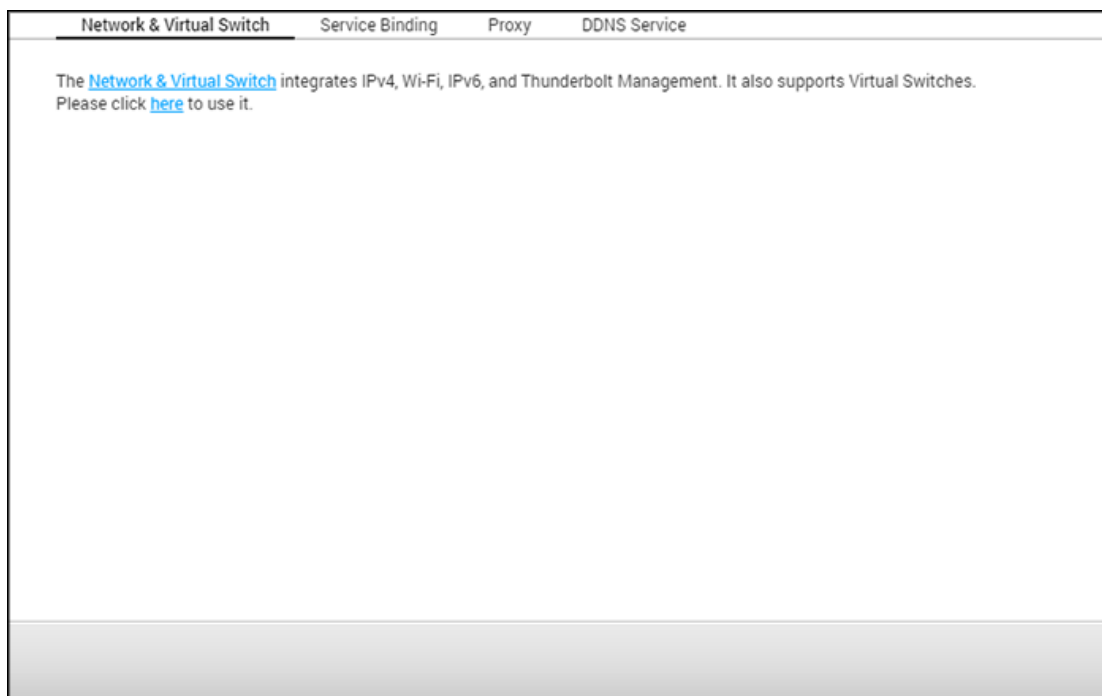 Network & Virtual Switch Service Binding Proxy DDNS Service
The Network & Virtual Switch integrates IPv4, Wi-Fi, IPv6, and Thunderbolt Management. It also supports Virtual Switches.
Please click here to use it.